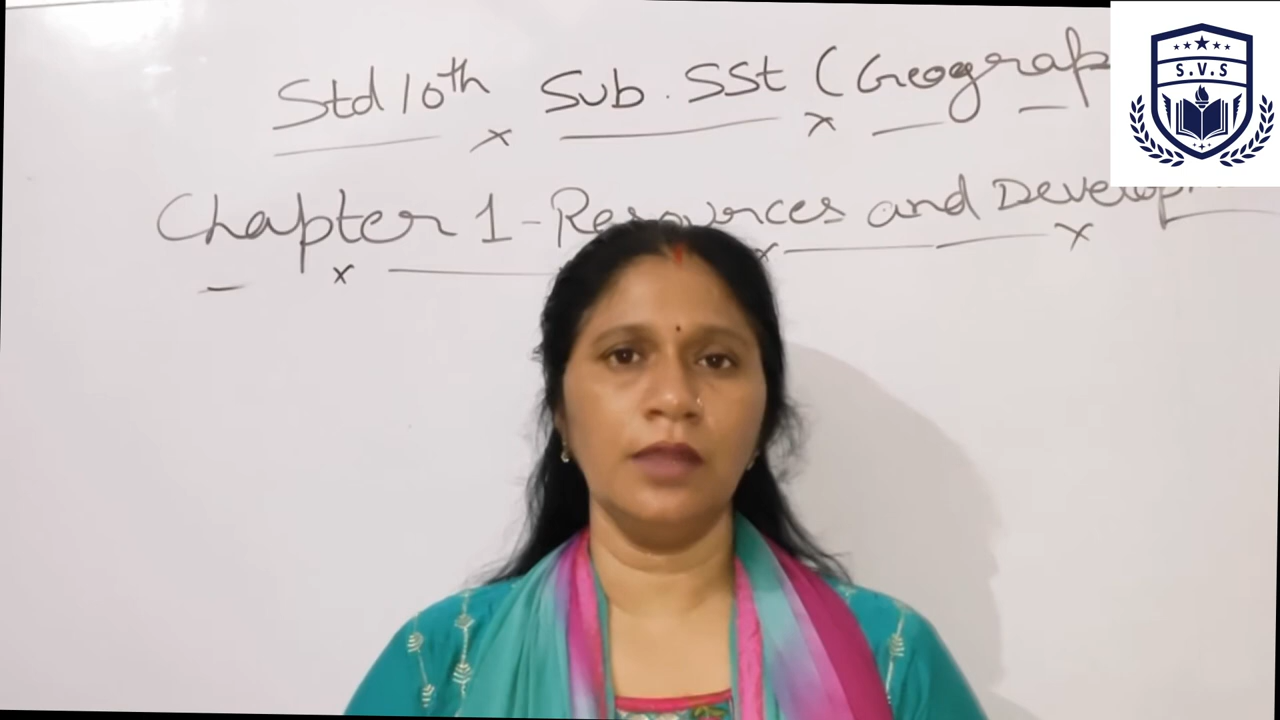 Std 10th Sub. SSt (Geograp
Chapter 1 - Resources and Develop
S.V.S